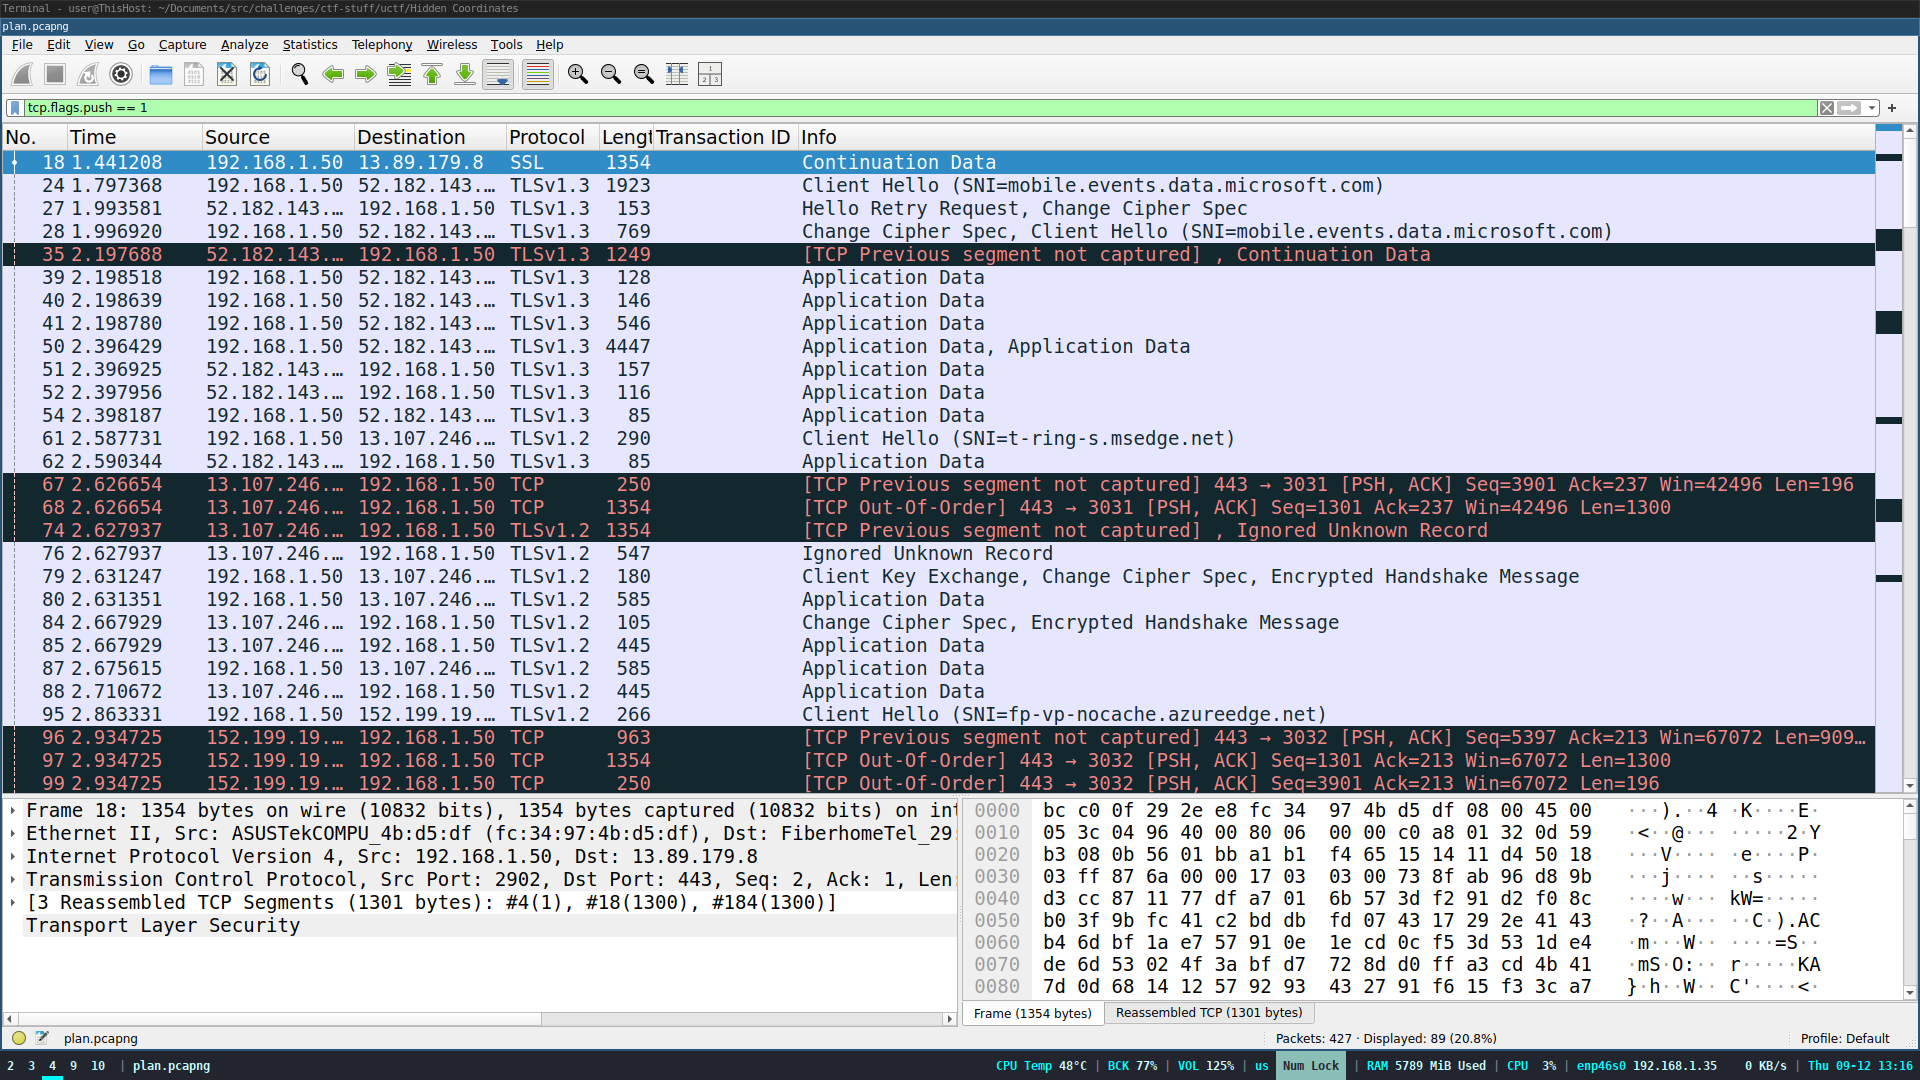 Terminal - user@ThisHost: ~/Documents/src/challenges/ctf-stuff/uctf/Hidden Coordinates
plan.pcapng
File Edit View Go Capture Analyze Statistics Telephony Wireless Tools Help
tcp.flags.push == 1
No. Time Source Destination Protocol Lengt Transaction ID Info
18 1.441208 192.168.1.50 13.89.179.8 SSL 1354 Continuation Data
24 1.797368 192.168.1.50 52.182.143.… TLSv1.3 1923 Client Hello (SNI=mobile.events.data.microsoft.com)
27 1.993581 52.182.143.… 192.168.1.50 TLSv1.3 153 Hello Retry Request, Change Cipher Spec
28 1.996920 192.168.1.50 52.182.143.… TLSv1.3 769 Change Cipher Spec, Client Hello (SNI=mobile.events.data.microsoft.com)
35 2.197688 52.182.143.… 192.168.1.50 TLSv1.3 1249 [TCP Previous segment not captured] , Continuation Data
39 2.198518 192.168.1.50 52.182.143.… TLSv1.3 128 Application Data
40 2.198639 192.168.1.50 52.182.143.… TLSv1.3 146 Application Data
41 2.198780 192.168.1.50 52.182.143.… TLSv1.3 546 Application Data
50 2.396429 192.168.1.50 52.182.143.… TLSv1.3 4447 Application Data, Application Data
51 2.396925 52.182.143.… 192.168.1.50 TLSv1.3 157 Application Data
52 2.397956 52.182.143.… 192.168.1.50 TLSv1.3 116 Application Data
54 2.398187 192.168.1.50 52.182.143.… TLSv1.3 85 Application Data
61 2.587731 192.168.1.50 13.107.246.… TLSv1.2 290 Client Hello (SNI=t-ring-s.msedge.net)
62 2.590344 52.182.143.… 192.168.1.50 TLSv1.3 85 Application Data
67 2.626654 13.107.246.… 192.168.1.50 TCP 250 [TCP Previous segment not captured] 443 → 3031 [PSH, ACK] Seq=3901 Ack=237 Win=42496 Len=196
68 2.626654 13.107.246.… 192.168.1.50 TCP 1354 [TCP Out-Of-Order] 443 → 3031 [PSH, ACK] Seq=1301 Ack=237 Win=42496 Len=1300
74 2.627937 13.107.246.… 192.168.1.50 TLSv1.2 1354 [TCP Previous segment not captured] , Ignored Unknown Record
76 2.627937 13.107.246.… 192.168.1.50 TLSv1.2 547 Ignored Unknown Record
79 2.631247 192.168.1.50 13.107.246.… TLSv1.2 180 Client Key Exchange, Change Cipher Spec, Encrypted Handshake Message
80 2.631351 192.168.1.50 13.107.246.… TLSv1.2 585 Application Data
84 2.667929 13.107.246.… 192.168.1.50 TLSv1.2 105 Change Cipher Spec, Encrypted Handshake Message
85 2.667929 13.107.246.… 192.168.1.50 TLSv1.2 445 Application Data
87 2.675615 192.168.1.50 13.107.246.… TLSv1.2 585 Application Data
88 2.710672 13.107.246.… 192.168.1.50 TLSv1.2 445 Application Data
95 2.863331 192.168.1.50 152.199.19.… TLSv1.2 266 Client Hello (SNI=fp-vp-nocache.azureedge.net)
96 2.934725 152.199.19.… 192.168.1.50 TCP 963 [TCP Previous segment not captured] 443 → 3032 [PSH, ACK] Seq=5397 Ack=213 Win=67072 Len=909…
97 2.934725 152.199.19.… 192.168.1.50 TCP 1354 [TCP Out-Of-Order] 443 → 3032 [PSH, ACK] Seq=1301 Ack=213 Win=67072 Len=1300
99 2.934725 152.199.19.… 192.168.1.50 TCP 250 [TCP Out-Of-Order] 443 → 3032 [PSH, ACK] Seq=3901 Ack=213 Win=67072 Len=196
Frame 18: 1354 bytes on wire (10832 bits), 1354 bytes captured (10832 bits) on int
Ethernet II, Src: ASUSTekCOMPU_4b:d5:df (fc:34:97:4b:d5:df), Dst: FiberhomeTel_29:
Internet Protocol Version 4, Src: 192.168.1.50, Dst: 13.89.179.8
Transmission Control Protocol, Src Port: 2902, Dst Port: 443, Seq: 2, Ack: 1, Len:
[3 Reassembled TCP Segments (1301 bytes): #4(1), #18(1300), #184(1300)]
Transport Layer Security
0000 bc c0 0f 29 2e e8 fc 34 97 4b d5 df 08 00 45 00 ···).··4 ·K····E·
0010 05 3c 04 96 40 00 80 06 00 00 c0 a8 01 32 0d 59 ·<··@··· ·····2·Y
0020 b3 08 0b 56 01 bb a1 b1 f4 65 15 14 11 d4 50 18 ···V···· ·e····P·
0030 03 ff 87 6a 00 00 17 03 03 00 73 8f ab 96 d8 9b ···j···· ··s·····
0040 d3 cc 87 11 77 df a7 01 6b 57 3d f2 91 d2 f0 8c ····w··· kW=·····
0050 b0 3f 9b fc 41 c2 bd db fd 07 43 17 29 2e 41 43 ·?··A··· ··C·).AC
0060 b4 6d bf 1a e7 57 91 0e 1e cd 0c f5 3d 53 1d e4 ·m···W·· ····=S··
0070 de 6d 53 02 4f 3a bf d7 72 8d d0 ff a3 cd 4b 41 ·mS·O:·· r·····KA
0080 7d 0d 68 14 12 57 92 93 43 27 91 f6 15 f3 3c a7 }·h··W·· C'····<·
Frame (1354 bytes) Reassembled TCP (1301 bytes)
plan.pcapng Packets: 427 · Displayed: 89 (20.8%) Profile: Default
2 3 4 9 10 | plan.pcapng CPU Temp 48°C | BCK 77% | VOL 125% | us Num Lock | RAM 5789 MiB Used | CPU 3% | enp46s0 192.168.1.35 0 KB/s | Thu 09-12 13:16